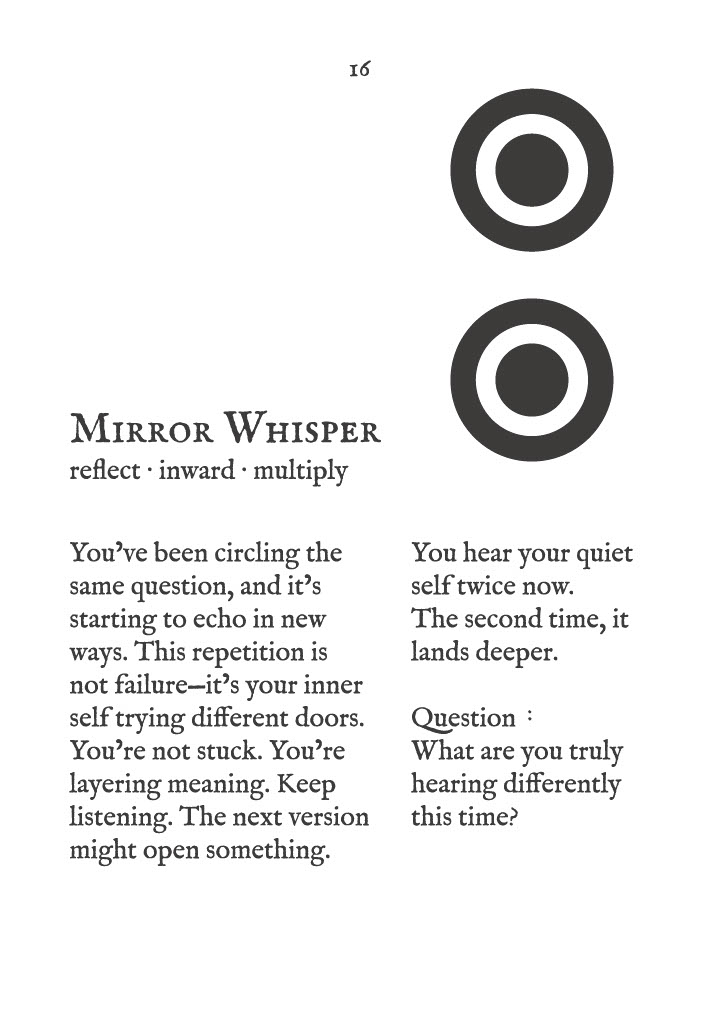 16
Mirror Whisper
reflect · inward · multiply
You’ve been circling the
same question, and it’s
starting to echo in new
ways. This repetition is
not failure—it’s your inner
self trying different doors.
You’re not stuck. You’re
layering meaning. Keep
listening. The next version
might open something.
You hear your quiet
self twice now.
The second time, it
lands deeper.
Question :
What are you truly
hearing differently
this time?